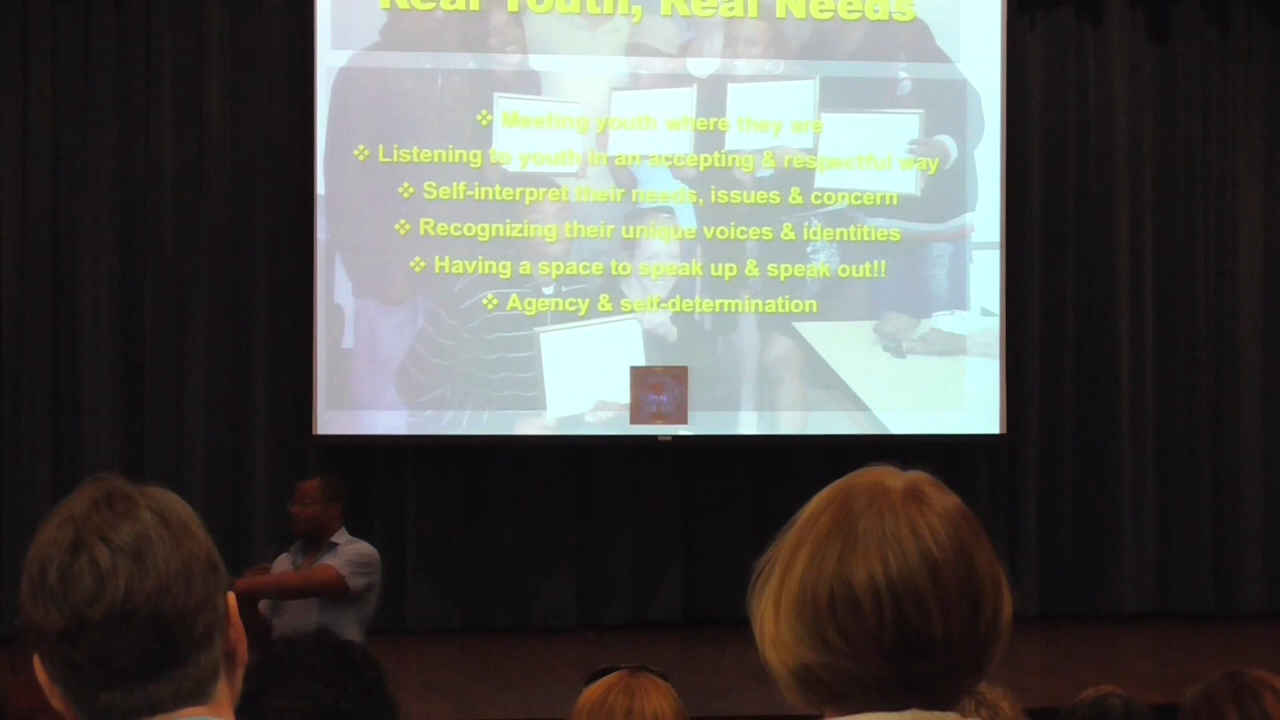 Real Youth, Real Needs
❖ Meeting youth where they are
❖ Listening to youth in an accepting & respectful way
❖ Self-interpret their needs, issues & concern
❖ Recognizing their unique voices & identities
❖ Having a space to speak up & speak out!!
❖ Agency & self-determination